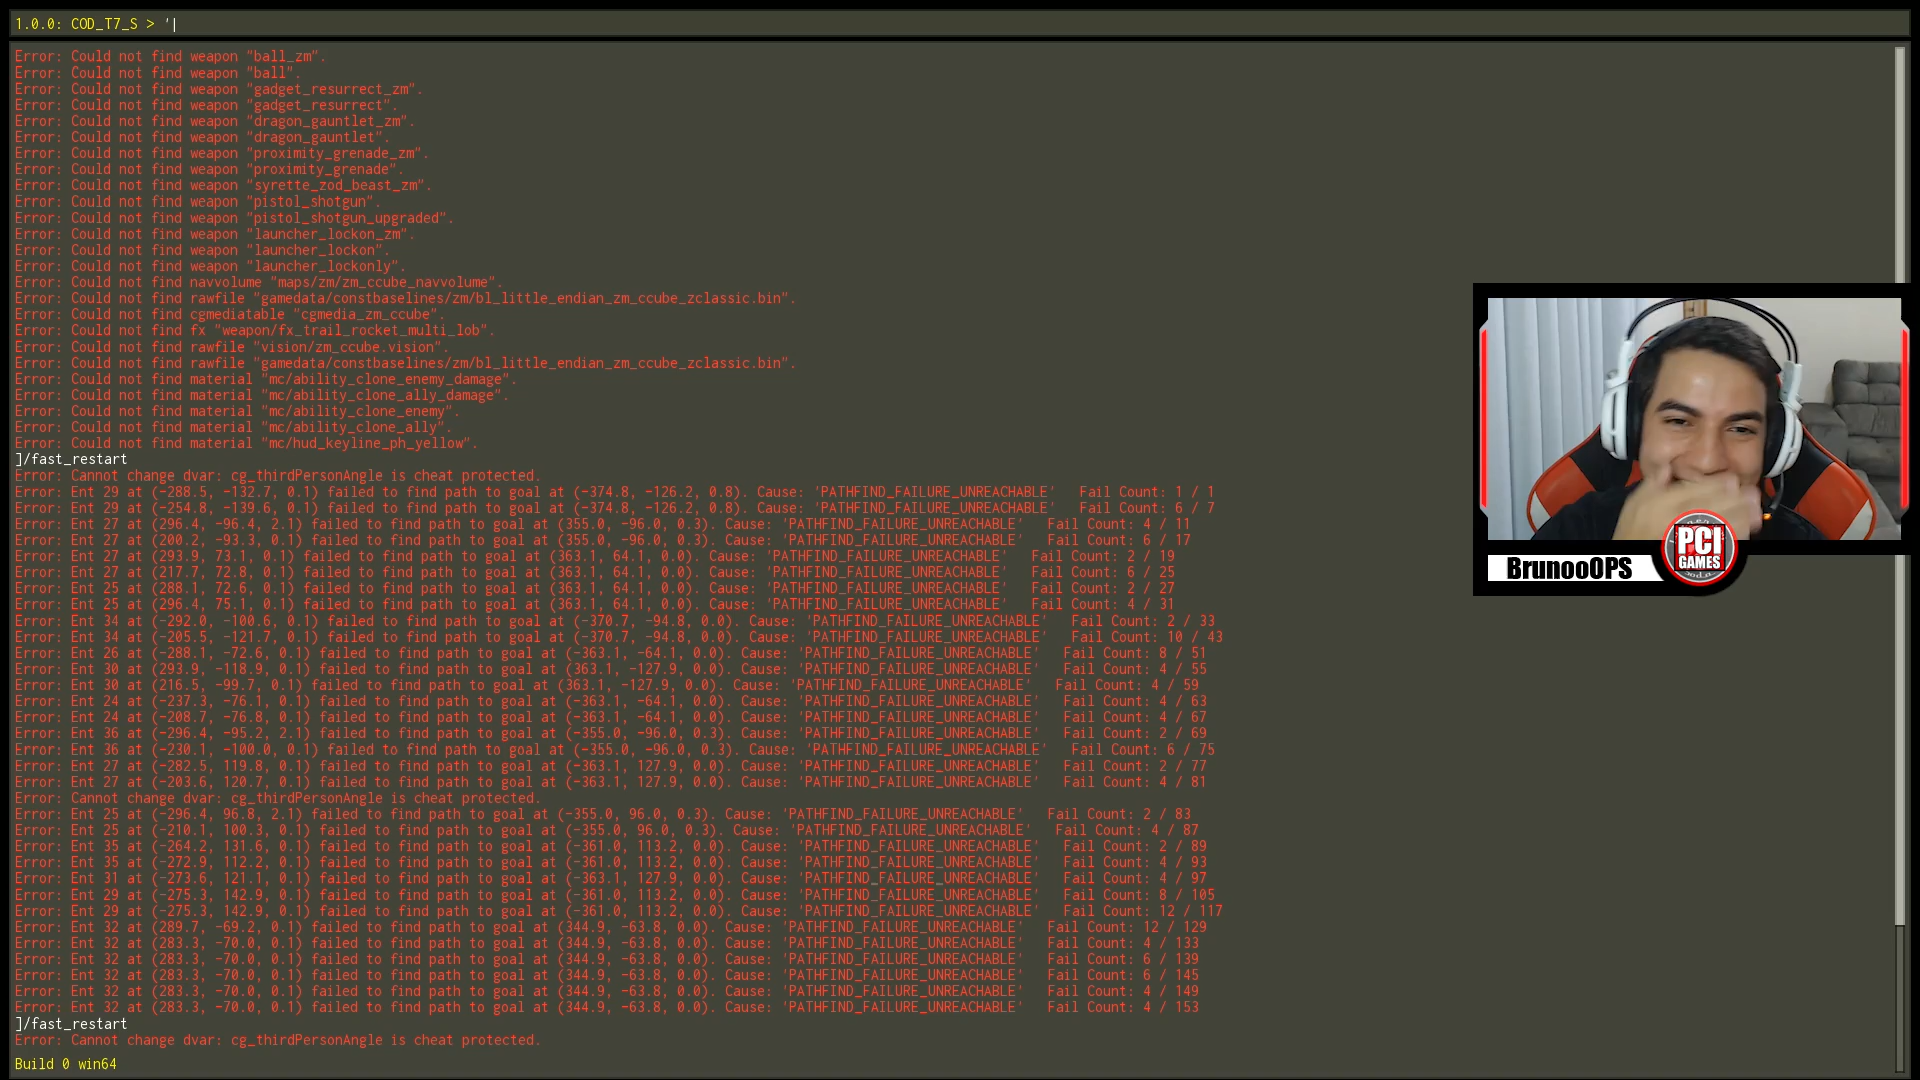 1.0.0: COD_T7_S > '
Error: Could not find weapon "ball_zm".
Error: Could not find weapon "ball".
Error: Could not find weapon "gadget_resurrect_zm".
Error: Could not find weapon "gadget_resurrect".
Error: Could not find weapon "dragon_gauntlet_zm".
Error: Could not find weapon "dragon_gauntlet".
Error: Could not find weapon "proximity_grenade_zm".
Error: Could not find weapon "proximity_grenade".
Error: Could not find weapon "syrette_zod_beast_zm".
Error: Could not find weapon "pistol_shotgun".
Error: Could not find weapon "pistol_shotgun_upgraded".
Error: Could not find weapon "launcher_lockon_zm".
Error: Could not find weapon "launcher_lockon".
Error: Could not find weapon "launcher_lockonly".
Error: Could not find navvolume "maps/zm/zm_ccube_navvolume".
Error: Could not find rawfile "gamedata/constbaselines/zm/bl_little_endian_zm_ccube_zclassic.bin".
Error: Could not find cgmediatable "cgmedia_zm_ccube".
Error: Could not find fx "weapon/fx_trail_rocket_multi_lob".
Error: Could not find rawfile "vision/zm_ccube.vision".
Error: Could not find rawfile "gamedata/constbaselines/zm/bl_little_endian_zm_ccube_zclassic.bin".
Error: Could not find material "mc/ability_clone_enemy_damage".
Error: Could not find material "mc/ability_clone_ally_damage".
Error: Could not find material "mc/ability_clone_enemy".
Error: Could not find material "mc/ability_clone_ally".
Error: Could not find material "mc/hud_keyline_ph_yellow".
]/fast_restart
Error: Cannot change dvar: cg_thirdPersonAngle is cheat protected.
Error: Ent 29 at (-288.5, -132.7, 0.1) failed to find path to goal at (-374.8, -126.2, 0.8). Cause: 'PATHFIND_FAILURE_UNREACHABLE'   Fail Count: 1 / 1
Error: Ent 29 at (-254.8, -139.6, 0.1) failed to find path to goal at (-374.8, -126.2, 0.8). Cause: 'PATHFIND_FAILURE_UNREACHABLE'   Fail Count: 6 / 7
Error: Ent 27 at (296.4, -96.4, 2.1) failed to find path to goal at (355.0, -96.0, 0.3). Cause: 'PATHFIND_FAILURE_UNREACHABLE'   Fail Count: 4 / 11
Error: Ent 27 at (200.2, -93.3, 0.1) failed to find path to goal at (355.0, -96.0, 0.3). Cause: 'PATHFIND_FAILURE_UNREACHABLE'   Fail Count: 6 / 17
Error: Ent 27 at (293.9, 73.1, 0.1) failed to find path to goal at (363.1, 64.1, 0.0). Cause: 'PATHFIND_FAILURE_UNREACHABLE'   Fail Count: 2 / 19
Error: Ent 27 at (217.7, 72.8, 0.1) failed to find path to goal at (363.1, 64.1, 0.0). Cause: 'PATHFIND_FAILURE_UNREACHABLE'   Fail Count: 6 / 25
Error: Ent 25 at (288.1, 72.6, 0.1) failed to find path to goal at (363.1, 64.1, 0.0). Cause: 'PATHFIND_FAILURE_UNREACHABLE'   Fail Count: 2 / 27
Error: Ent 25 at (296.4, 75.1, 0.1) failed to find path to goal at (363.1, 64.1, 0.0). Cause: 'PATHFIND_FAILURE_UNREACHABLE'   Fail Count: 4 / 31
Error: Ent 34 at (-292.0, -100.6, 0.1) failed to find path to goal at (-370.7, -94.8, 0.0). Cause: 'PATHFIND_FAILURE_UNREACHABLE'   Fail Count: 2 / 33
Error: Ent 34 at (-205.5, -121.7, 0.1) failed to find path to goal at (-370.7, -94.8, 0.0). Cause: 'PATHFIND_FAILURE_UNREACHABLE'   Fail Count: 10 / 43
Error: Ent 26 at (-288.1, -72.6, 0.1) failed to find path to goal at (-363.1, -64.1, 0.0). Cause: 'PATHFIND_FAILURE_UNREACHABLE'   Fail Count: 8 / 51
Error: Ent 30 at (293.9, -118.9, 0.1) failed to find path to goal at (363.1, -127.9, 0.0). Cause: 'PATHFIND_FAILURE_UNREACHABLE'   Fail Count: 4 / 55
Error: Ent 30 at (216.5, -99.7, 0.1) failed to find path to goal at (363.1, -127.9, 0.0). Cause: 'PATHFIND_FAILURE_UNREACHABLE'   Fail Count: 4 / 59
Error: Ent 24 at (-237.3, -76.1, 0.1) failed to find path to goal at (-363.1, -64.1, 0.0). Cause: 'PATHFIND_FAILURE_UNREACHABLE'   Fail Count: 4 / 63
Error: Ent 24 at (-208.7, -76.8, 0.1) failed to find path to goal at (-363.1, -64.1, 0.0). Cause: 'PATHFIND_FAILURE_UNREACHABLE'   Fail Count: 4 / 67
Error: Ent 36 at (-296.4, -95.2, 2.1) failed to find path to goal at (-355.0, -96.0, 0.3). Cause: 'PATHFIND_FAILURE_UNREACHABLE'   Fail Count: 2 / 69
Error: Ent 36 at (-230.1, -100.0, 0.1) failed to find path to goal at (-355.0, -96.0, 0.3). Cause: 'PATHFIND_FAILURE_UNREACHABLE'   Fail Count: 6 / 75
Error: Ent 27 at (-282.5, 119.8, 0.1) failed to find path to goal at (-363.1, 127.9, 0.0). Cause: 'PATHFIND_FAILURE_UNREACHABLE'   Fail Count: 2 / 77
Error: Ent 27 at (-203.6, 120.7, 0.1) failed to find path to goal at (-363.1, 127.9, 0.0). Cause: 'PATHFIND_FAILURE_UNREACHABLE'   Fail Count: 4 / 81
Error: Cannot change dvar: cg_thirdPersonAngle is cheat protected.
Error: Ent 25 at (-296.4, 96.8, 2.1) failed to find path to goal at (-355.0, 96.0, 0.3). Cause: 'PATHFIND_FAILURE_UNREACHABLE'   Fail Count: 2 / 83
Error: Ent 25 at (-210.1, 100.3, 0.1) failed to find path to goal at (-355.0, 96.0, 0.3). Cause: 'PATHFIND_FAILURE_UNREACHABLE'   Fail Count: 4 / 87
Error: Ent 35 at (-264.2, 131.6, 0.1) failed to find path to goal at (-361.0, 113.2, 0.0). Cause: 'PATHFIND_FAILURE_UNREACHABLE'   Fail Count: 2 / 89
Error: Ent 35 at (-272.9, 112.2, 0.1) failed to find path to goal at (-361.0, 113.2, 0.0). Cause: 'PATHFIND_FAILURE_UNREACHABLE'   Fail Count: 4 / 93
Error: Ent 31 at (-273.6, 121.1, 0.1) failed to find path to goal at (-363.1, 127.9, 0.0). Cause: 'PATHFIND_FAILURE_UNREACHABLE'   Fail Count: 4 / 97
Error: Ent 29 at (-275.3, 142.9, 0.1) failed to find path to goal at (-361.0, 113.2, 0.0). Cause: 'PATHFIND_FAILURE_UNREACHABLE'   Fail Count: 8 / 105
Error: Ent 29 at (-275.3, 142.9, 0.1) failed to find path to goal at (-361.0, 113.2, 0.0). Cause: 'PATHFIND_FAILURE_UNREACHABLE'   Fail Count: 12 / 117
Error: Ent 32 at (289.7, -69.2, 0.1) failed to find path to goal at (344.9, -63.8, 0.0). Cause: 'PATHFIND_FAILURE_UNREACHABLE'   Fail Count: 12 / 129
Error: Ent 32 at (283.3, -70.0, 0.1) failed to find path to goal at (344.9, -63.8, 0.0). Cause: 'PATHFIND_FAILURE_UNREACHABLE'   Fail Count: 4 / 133
Error: Ent 32 at (283.3, -70.0, 0.1) failed to find path to goal at (344.9, -63.8, 0.0). Cause: 'PATHFIND_FAILURE_UNREACHABLE'   Fail Count: 6 / 139
Error: Ent 32 at (283.3, -70.0, 0.1) failed to find path to goal at (344.9, -63.8, 0.0). Cause: 'PATHFIND_FAILURE_UNREACHABLE'   Fail Count: 6 / 145
Error: Ent 32 at (283.3, -70.0, 0.1) failed to find path to goal at (344.9, -63.8, 0.0). Cause: 'PATHFIND_FAILURE_UNREACHABLE'   Fail Count: 4 / 149
Error: Ent 32 at (283.3, -70.0, 0.1) failed to find path to goal at (344.9, -63.8, 0.0). Cause: 'PATHFIND_FAILURE_UNREACHABLE'   Fail Count: 4 / 153
]/fast_restart
Error: Cannot change dvar: cg_thirdPersonAngle is cheat protected.
Build 0 win64
BrunooOPS
PCI
GAMES